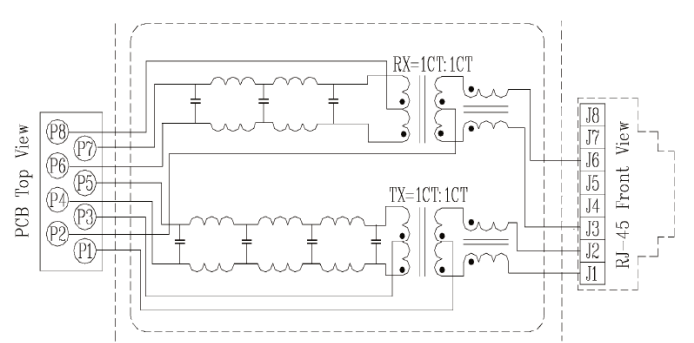 RX=1CT:1CT
P8
P7
P6
P5
P4
P3
P2
P1
PCB Top View
TX=1CT:1CT
J8
J7
J6
J5
J4
J3
J2
J1
RJ-45 Front View